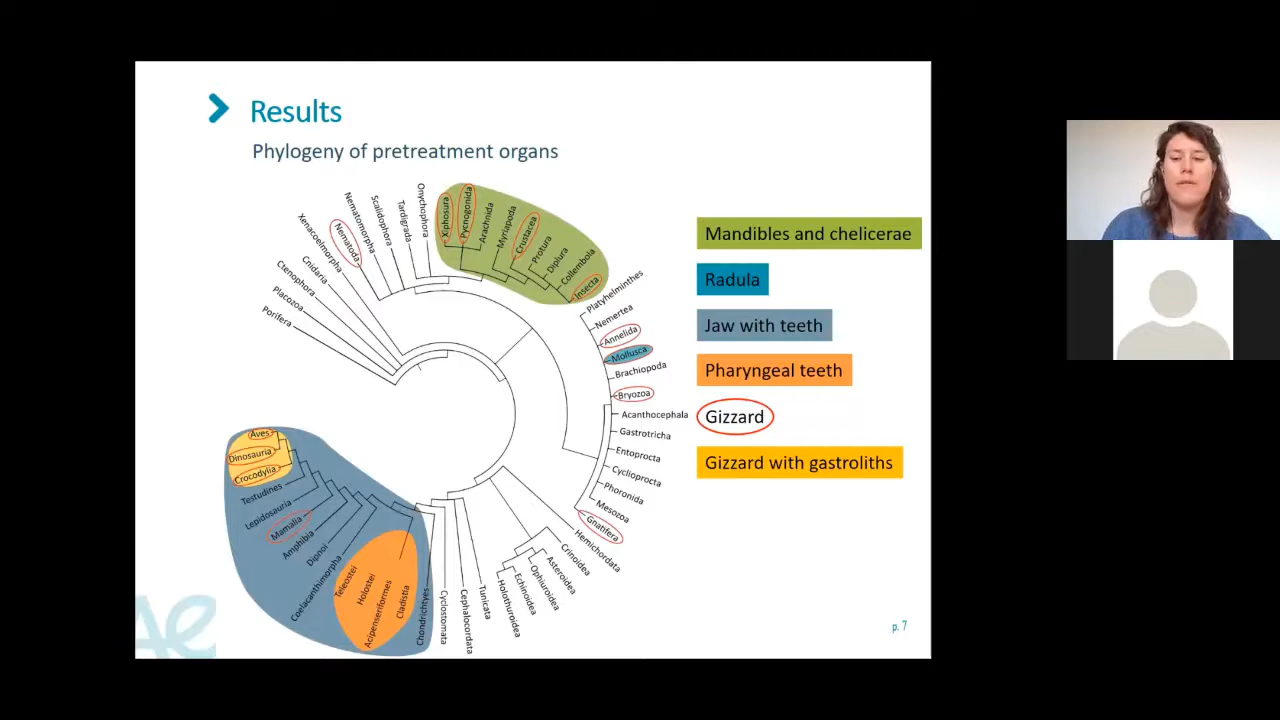 Results
Phylogeny of pretreatment organs
Porifera
Placozoa
Ctenophora
Cnidaria
Xenacoelmorpha
Nematoda
Nematomorpha
Scalidophora
Tardigrada
Onychophora
Xiphosura
Pycnogonida
Arachnida
Myriapoda
Crustacea
Protura
Diplura
Collembola
Insecta
Platyhelminthes
Nemertea
Annelida
Mollusca
Brachiopoda
Bryozoa
Acanthocephala
Gastrotricha
Entoprocta
Cyclioprocta
Phoronida
Mesozoa
Gnatifera
Hemichordata
Crinoidea
Asteroidea
Ophiuroidea
Echinoidea
Holothuroidea
Tunicata
Cephalocordata
Cyclostomata
Chondrichtyes
Cladistia
Acipenseriformes
Holostei
Teleostei
Coelacanthimorpha
Dipnoi
Amphibia
Mamalia
Lepidosauria
Testudines
Crocodylia
Dinosauria
Aves
Mandibles and chelicerae
Radula
Jaw with teeth
Pharyngeal teeth
Gizzard
Gizzard with gastroliths
p. 7